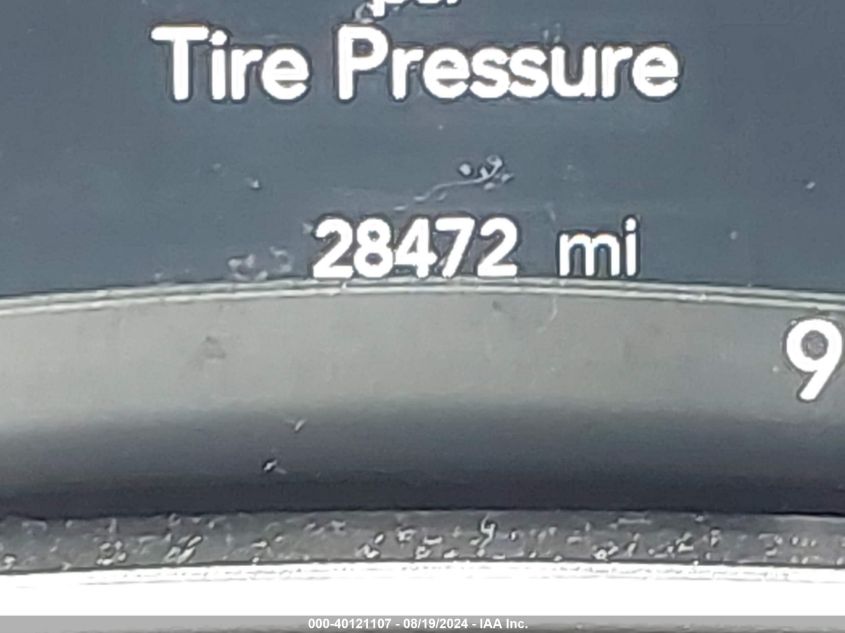 Tire Pressure
28472 mi
9
000-40121107 - 08/19/2024 - IAA Inc.